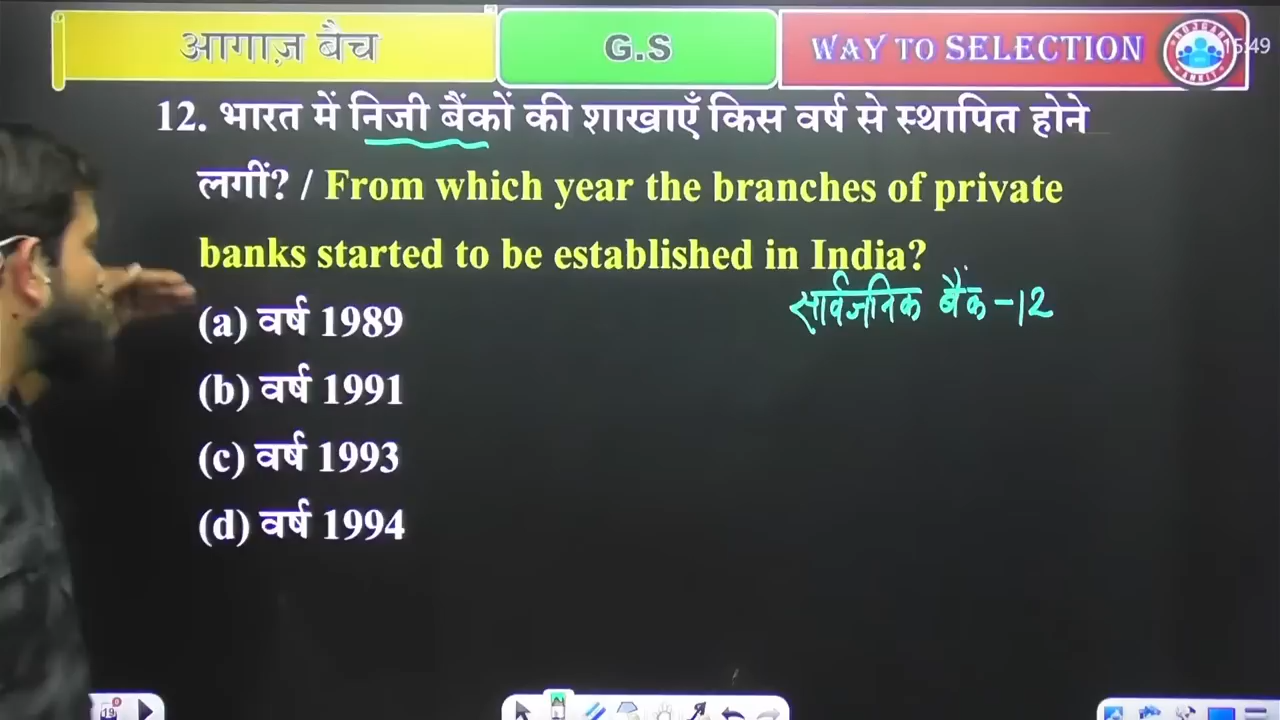 आगाज़ बैच
G.S
WAY TO SELECTION
15:49
12. भारत में निजी बैंकों की शाखाएँ किस वर्ष से स्थापित होने
लगीं? / From which year the branches of private
banks started to be established in India?
सार्वजनिक बैंक -12
(a) वर्ष 1989
(b) वर्ष 1991
(c) वर्ष 1993
(d) वर्ष 1994
19